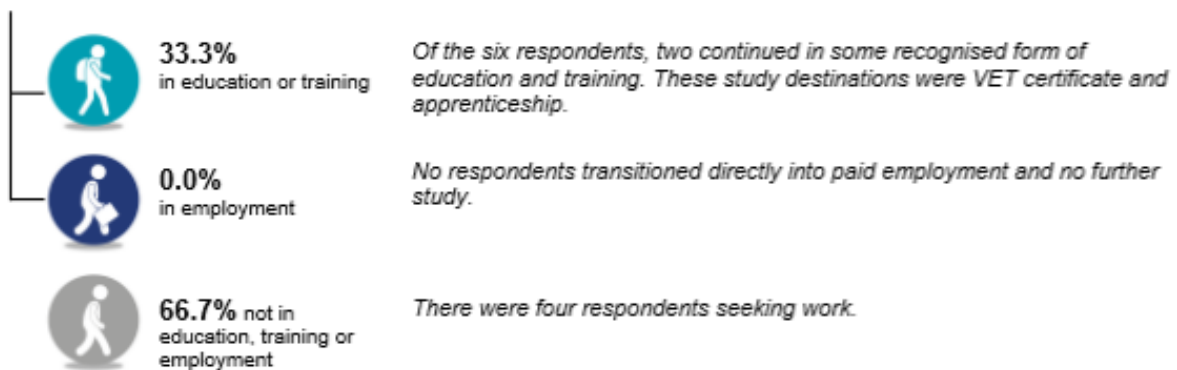 33.3%
in education or training
Of the six respondents, two continued in some recognised form of
education and training. These study destinations were VET certificate and
apprenticeship.
0.0%
in employment
No respondents transitioned directly into paid employment and no further
study.
66.7% not in
education, training or
employment
There were four respondents seeking work.